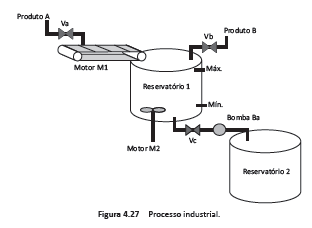 Produto A
Va
Produto B
Vb
Motor M1
Máx.
Reservatório 1
Mín.
Bomba Ba
Motor M2
Vc
Reservatório 2
Figura 4.27 Processo industrial.